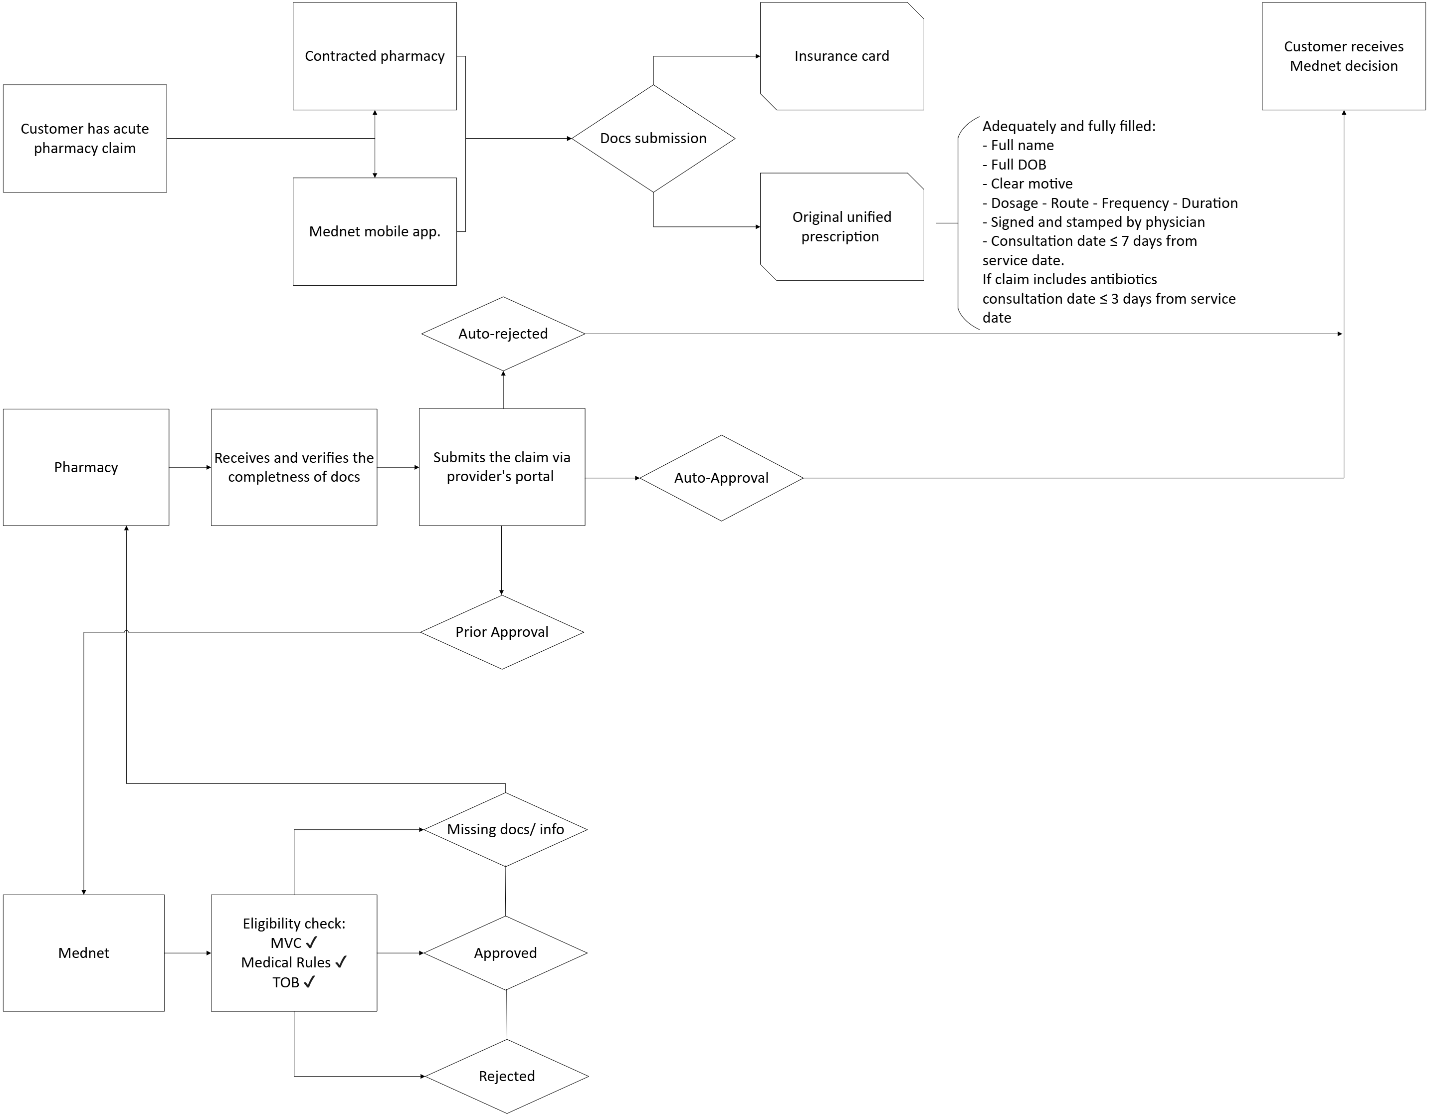 Contracted pharmacy
Insurance card
Customer receives
Mednet decision
Customer has acute
pharmacy claim
Docs submission
Mednet mobile app.
Original unified
prescription
Adequately and fully filled:
- Full name
- Full DOB
- Clear motive
- Dosage - Route - Frequency - Duration
- Signed and stamped by physician
- Consultation date ≤ 7 days from
service date.
If claim includes antibiotics
consultation date ≤ 3 days from service
date
Auto-rejected
Pharmacy
Receives and verifies the
completness of docs
Submits the claim via
provider's portal
Auto-Approval
Prior Approval
Missing docs/ info
Mednet
Eligibility check:
MVC ✓
Medical Rules ✓
TOB ✓
Approved
Rejected